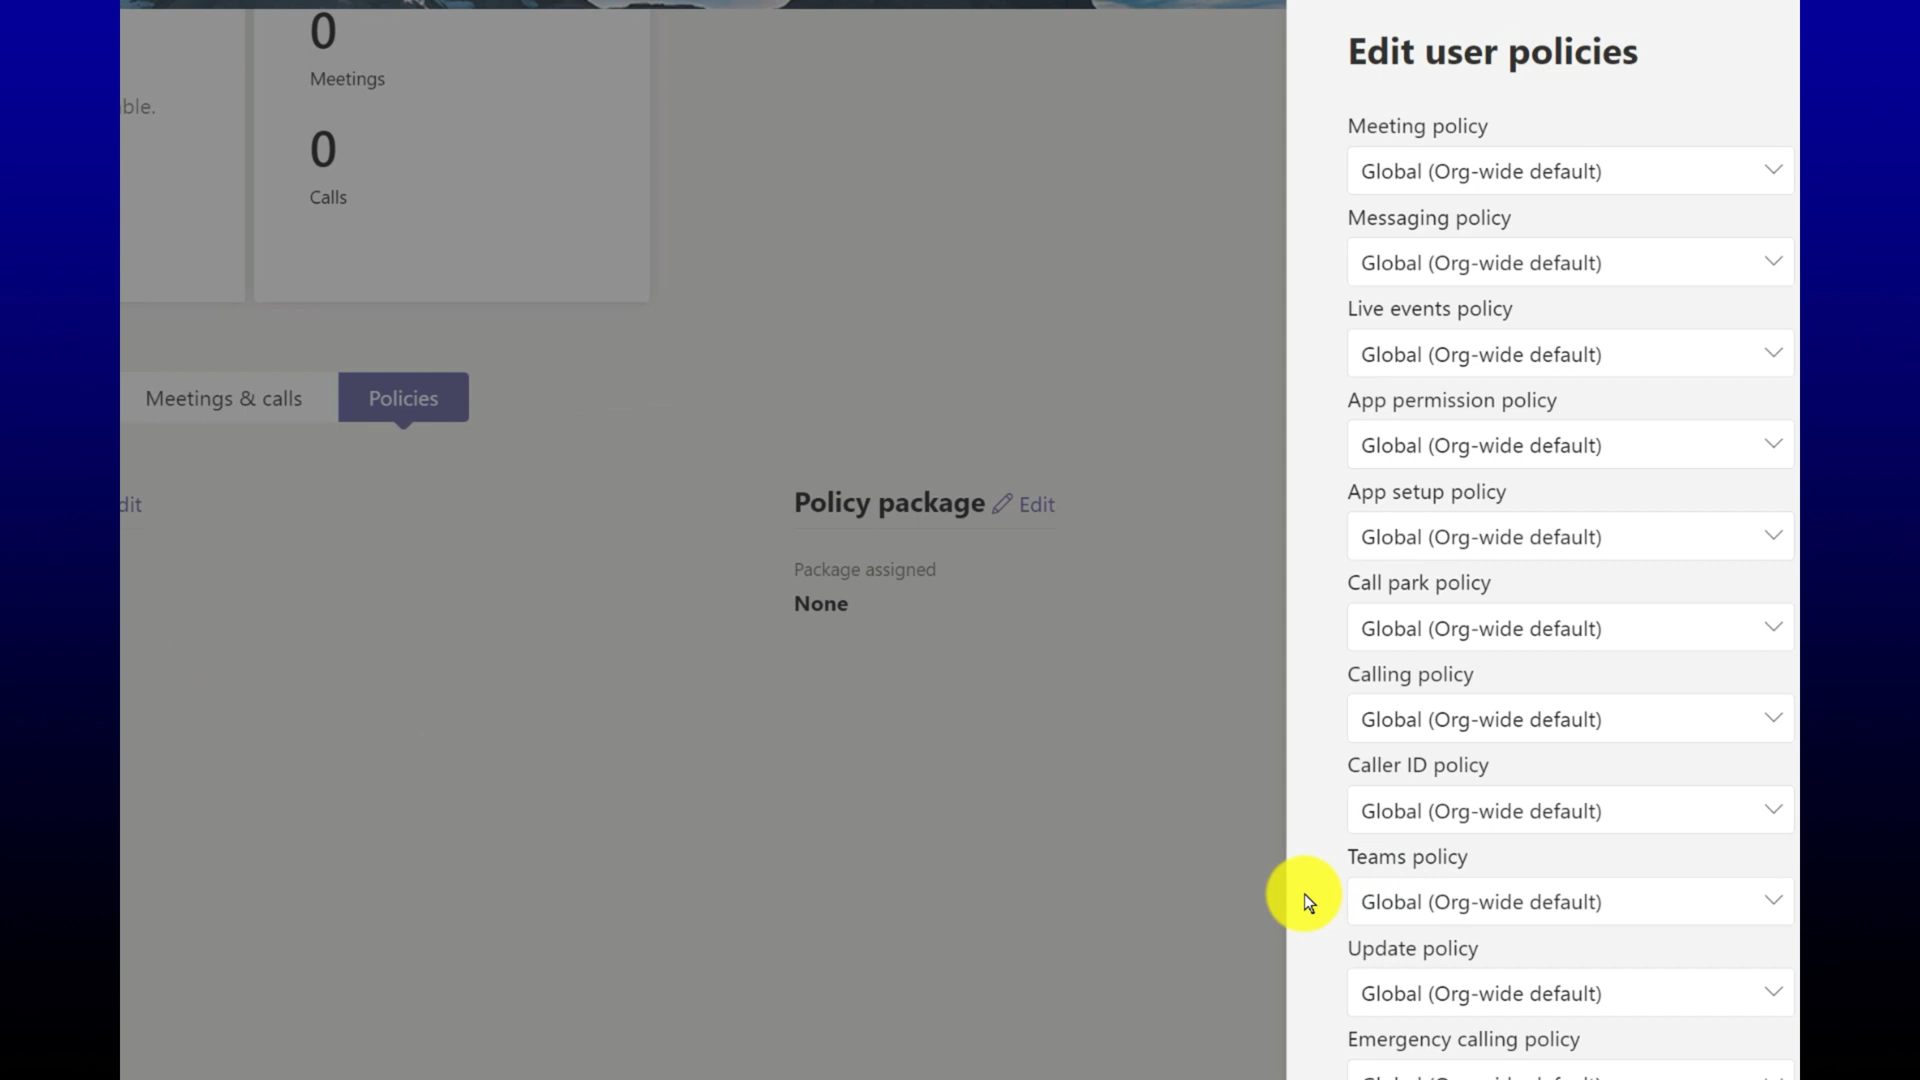 0
Meetings
ble.
0
Calls
Meetings & calls
Policies
dit
Policy package
Edit
Package assigned
None
Edit user policies
Meeting policy
Global (Org-wide default)
Messaging policy
Global (Org-wide default)
Live events policy
Global (Org-wide default)
App permission policy
Global (Org-wide default)
App setup policy
Global (Org-wide default)
Call park policy
Global (Org-wide default)
Calling policy
Global (Org-wide default)
Caller ID policy
Global (Org-wide default)
Teams policy
Global (Org-wide default)
Update policy
Global (Org-wide default)
Emergency calling policy